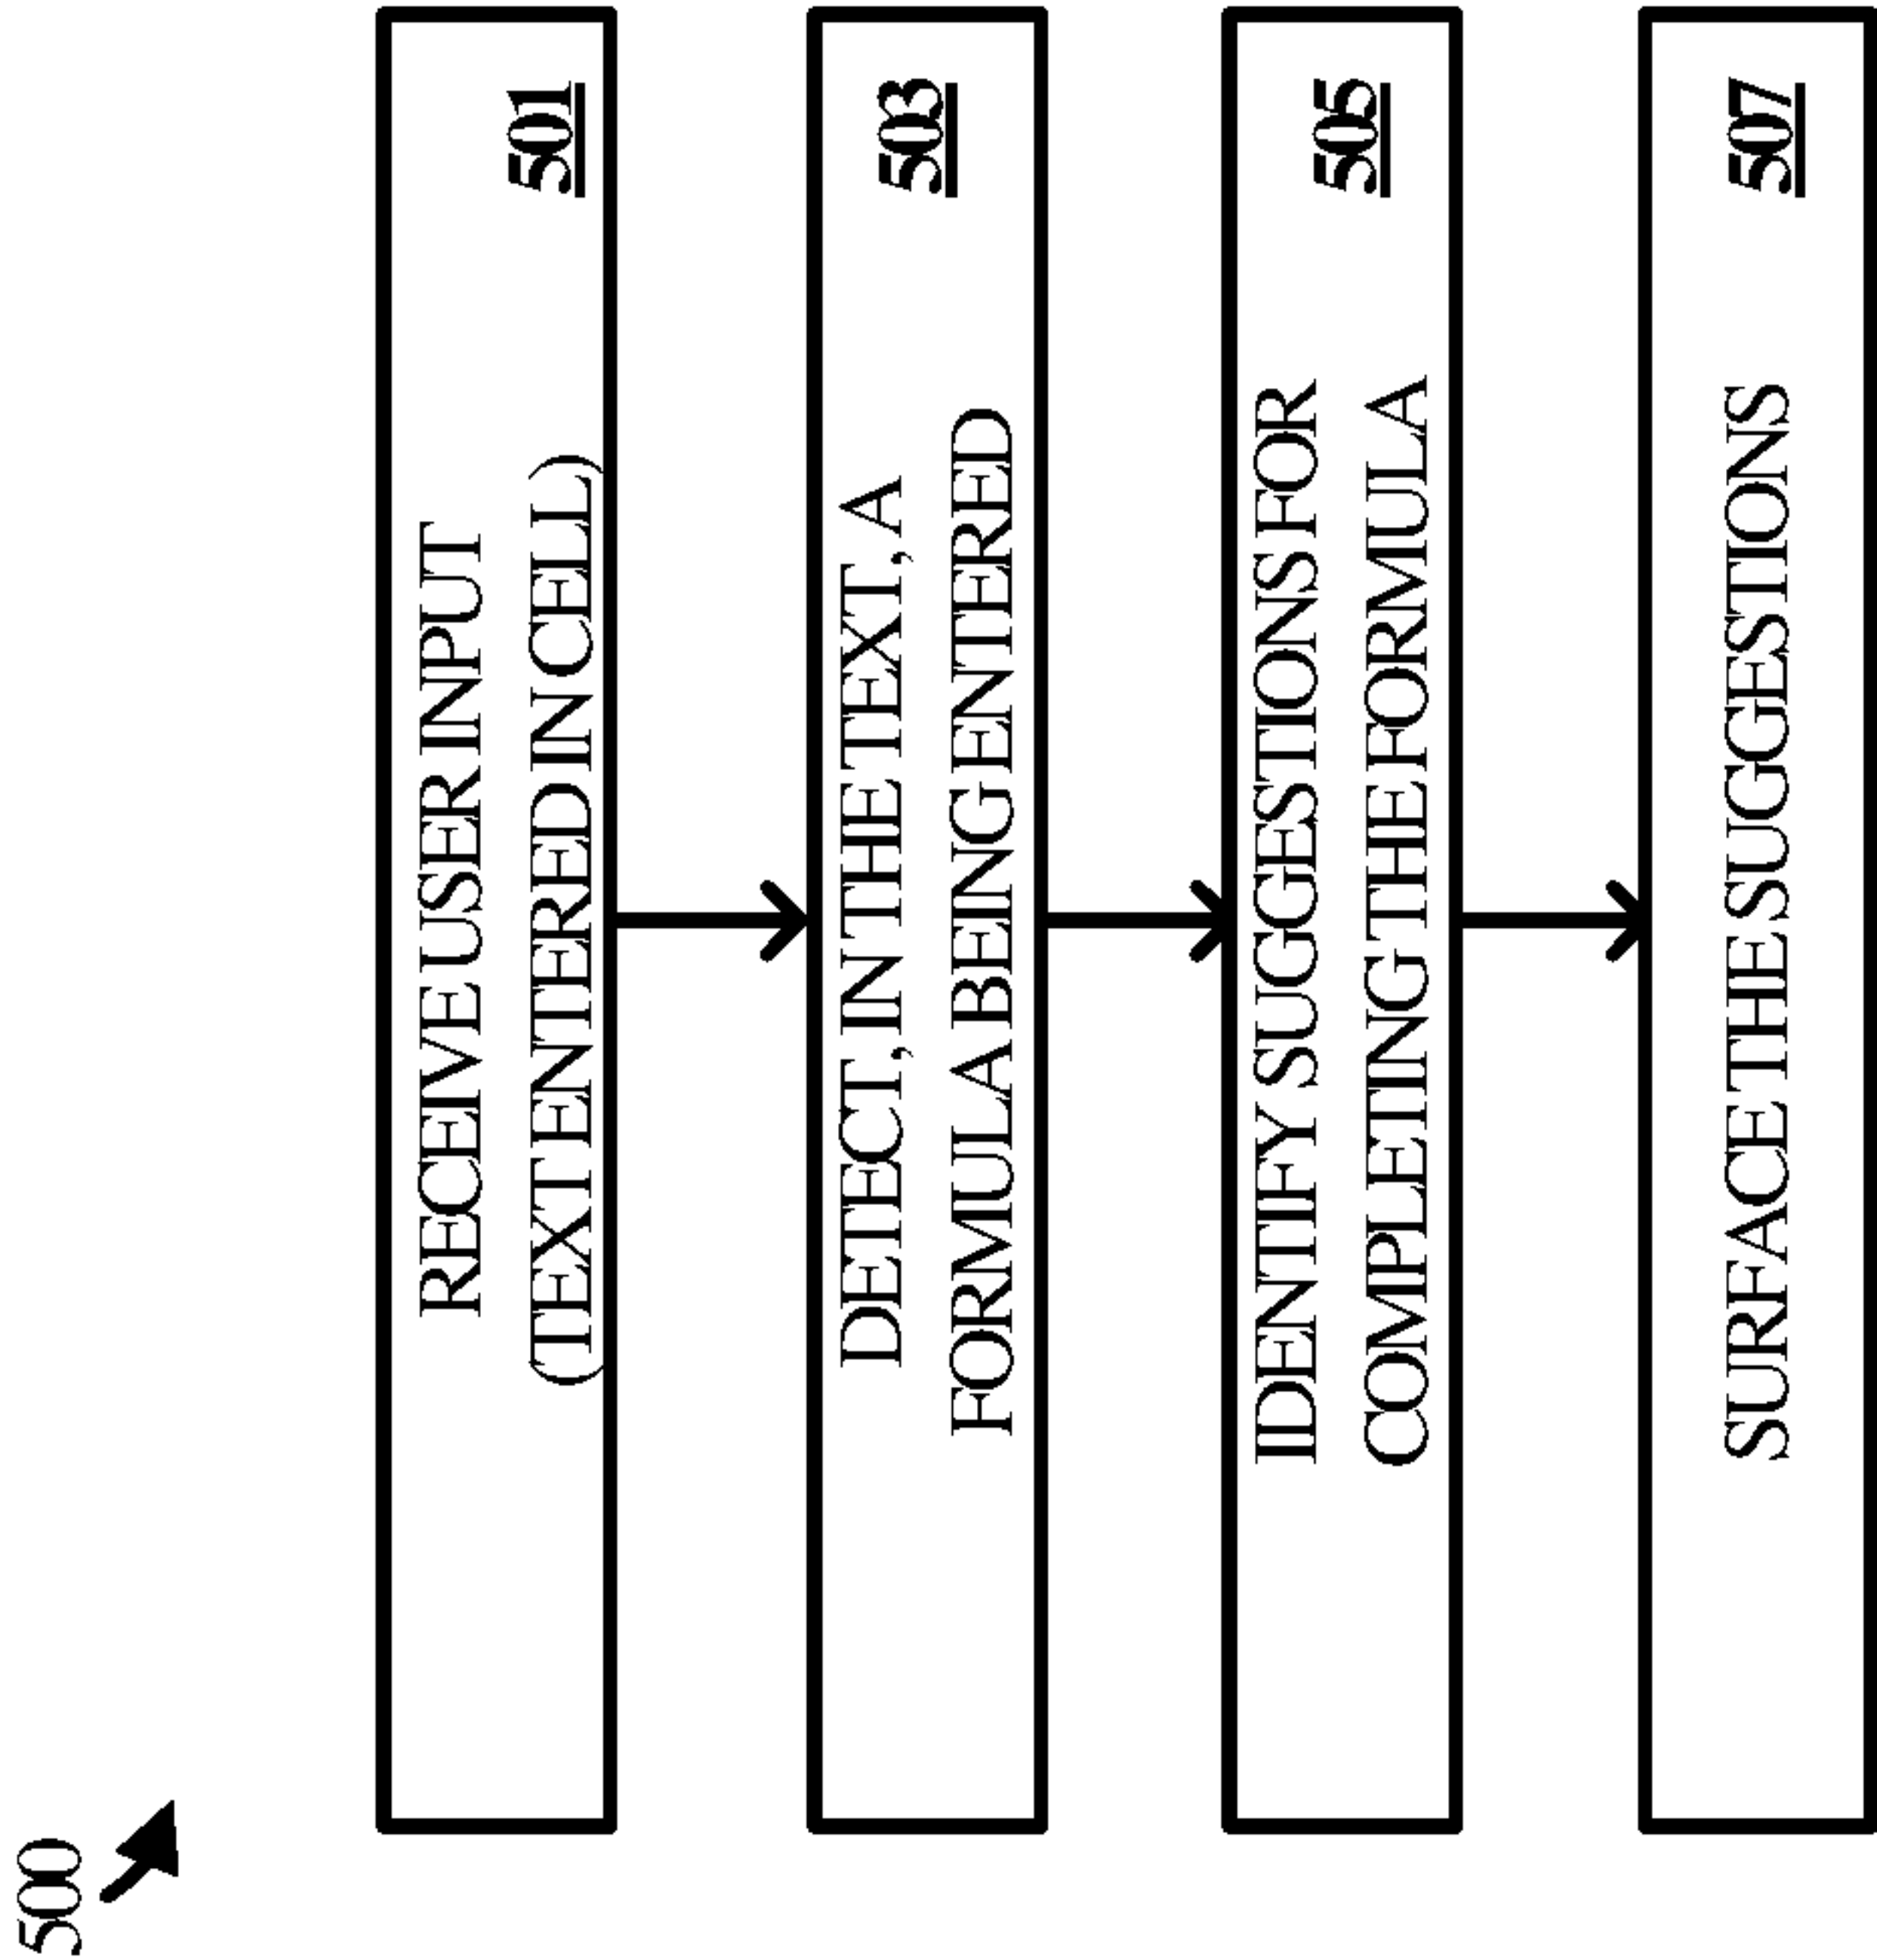 500
RECEIVE USER INPUT
(TEXT ENTERED IN CELL)
501
DETECT, IN THE TEXT, A
FORMULA BEING ENTERED
503
IDENTIFY SUGGESTIONS FOR
COMPLETING THE FORMULA
505
SURFACE THE SUGGESTIONS
507